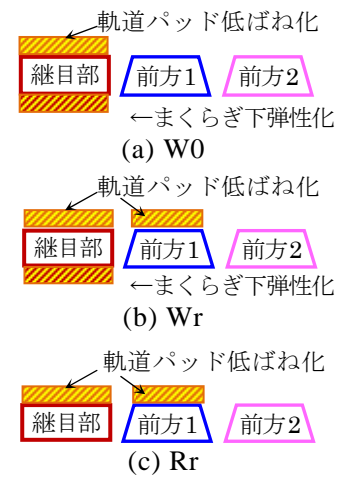 軌道パッド低ばね化
継目部 前方1 前方2
←まくらぎ下弾性化
(a) W0
軌道パッド低ばね化
継目部 前方1 前方2
←まくらぎ下弾性化
(b) Wr
軌道パッド低ばね化
継目部 前方1 前方2
(c) Rr